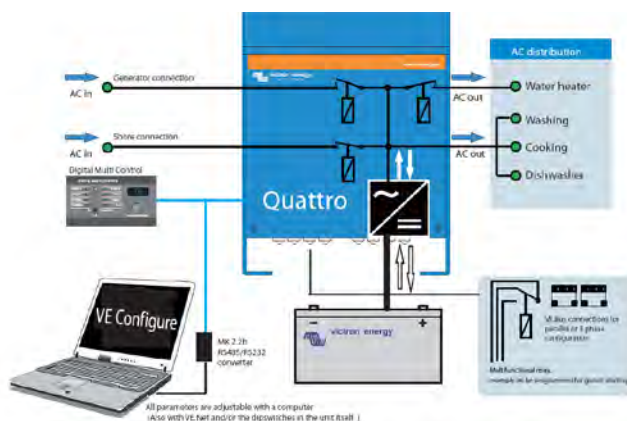 victron energy
AC distribution
Generator connection
AC in
AC out
Water heater
Washing
Shore connection
AC in
AC out
Cooking
Dishwasher
Digital Multi Control
Quattro
VE Configure
MK 2.2b
RS485/RS232
converter
victron energy
VE.Bus connections for
parallel or 3 phase
configuration
Multifunctional relay,
All parameters are adjustable with a computer
(Also with VE.Net and/or the dipswitches in the unit itself.)